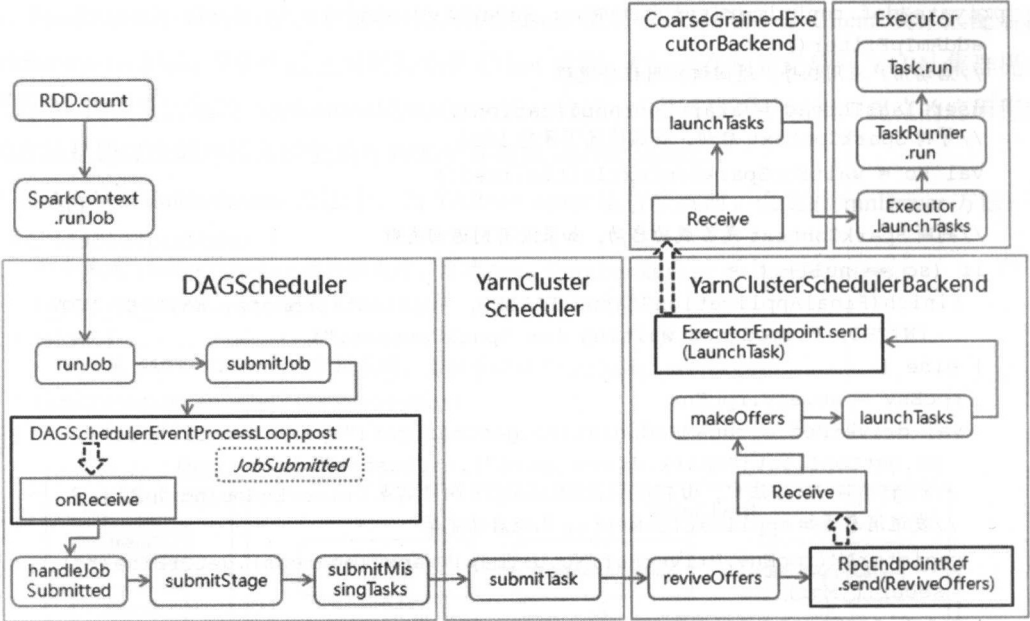 CoarseGrainedExe
cutorBackend
Executor
Task.run
RDD.count
launchTasks
TaskRunner
.run
SparkContext
.runJob
Receive
Executor
.launchTasks
DAGScheduler
YarnCluster
Scheduler
YarnClusterSchedulerBackend
ExecutorEndpoint.send
(LaunchTask)
runJob
submitJob
makeOffers
launchTasks
DAGSchedulerEventProcessLoop.post
JobSubmitted
onReceive
Receive
handleJob
Submitted
submitStage
submitMis
singTasks
submitTask
reviveOffers
RpcEndpointRef
.send(ReviveOffers)